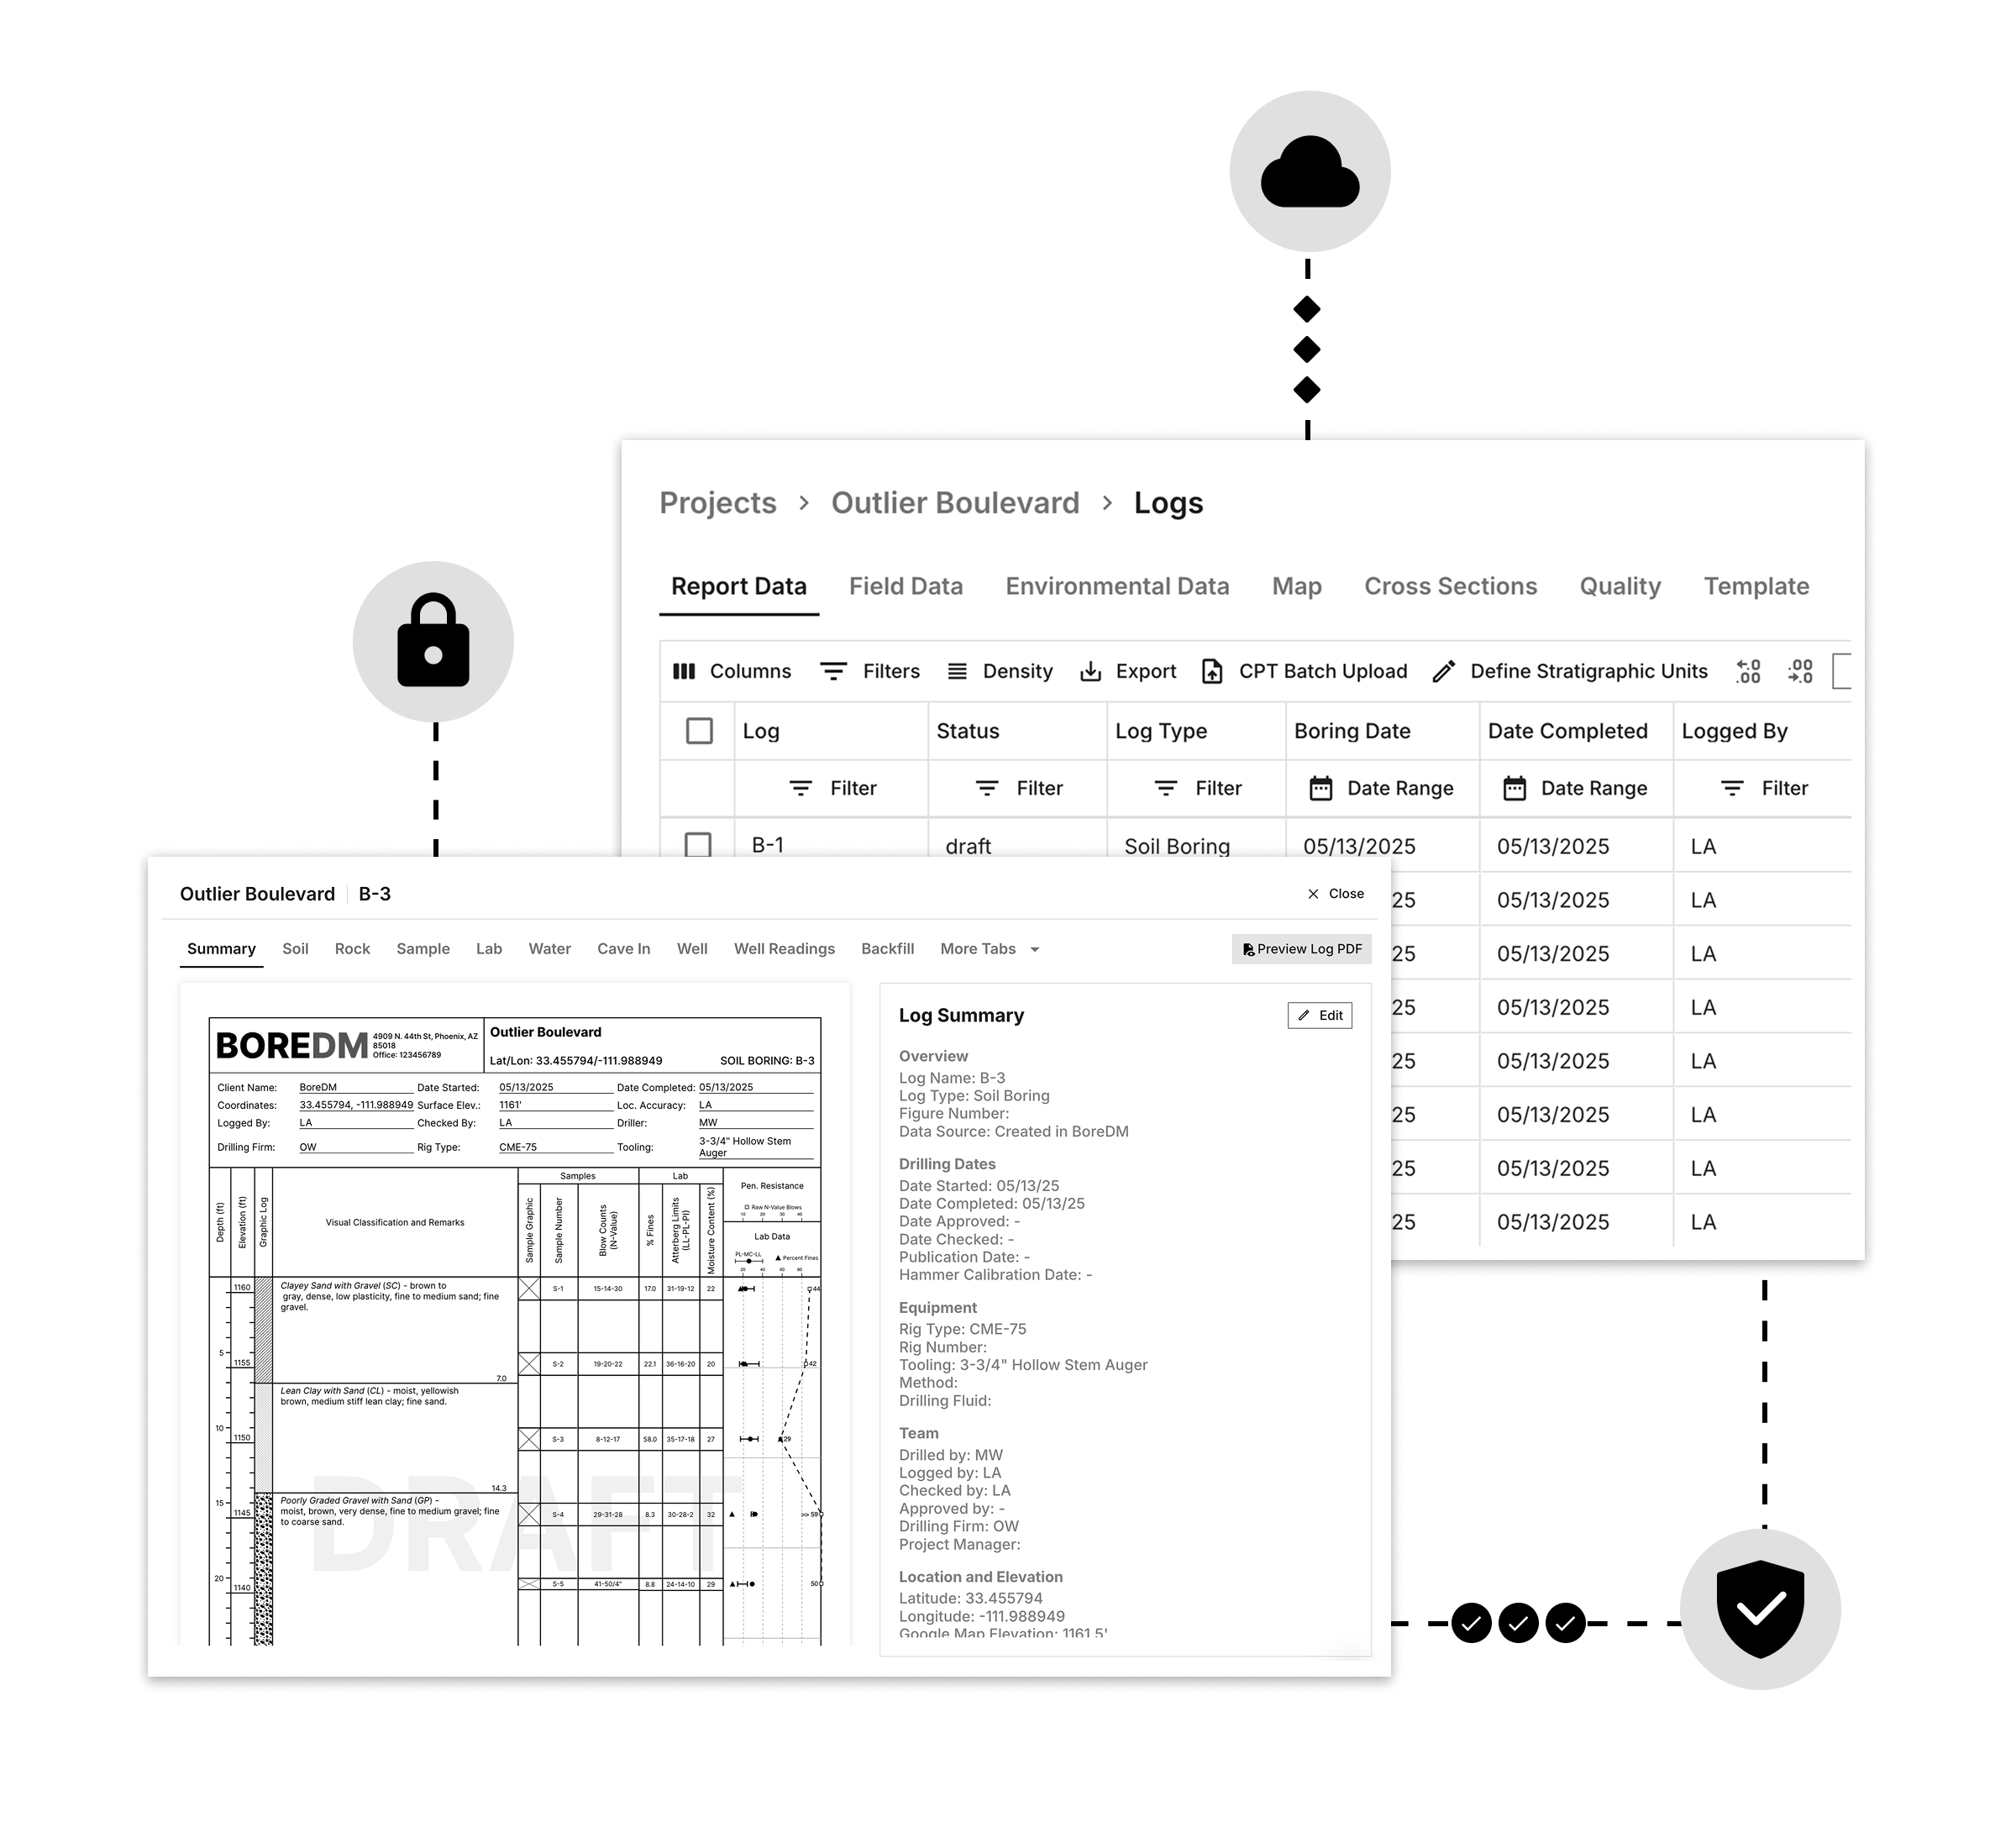 Projects > Outlier Boulevard > Logs
Report Data Field Data Environmental Data Map Cross Sections Quality Template
Columns Filters Density Export CPT Batch Upload Define Stratigraphic Units .0 .00 .00 .0
Log Status Log Type Boring Date Date Completed Logged By
Filter Filter Filter Date Range Date Range Filter
B-1 draft Soil Boring 05/13/2025 05/13/2025 LA
25 05/13/2025 LA
25 05/13/2025 LA
25 05/13/2025 LA
25 05/13/2025 LA
25 05/13/2025 LA
25 05/13/2025 LA
25 05/13/2025 LA
Outlier Boulevard B-3 Close
Summary Soil Rock Sample Lab Water Cave In Well Well Readings Backfill More Tabs Preview Log PDF
BOREDM
4909 N. 44th St, Phoenix, AZ
85018
Office: 123456789
Outlier Boulevard
Lat/Lon: 33.455794/-111.988949 SOIL BORING: B-3
Client Name: BoreDM Date Started: 05/13/2025 Date Completed: 05/13/2025
Coordinates: 33.455794, -111.988949 Surface Elev.: 1161' Loc. Accuracy: LA
Logged By: LA Checked By: LA Driller: MW
Drilling Firm: OW Rig Type: CME-75 Tooling: 3-3/4" Hollow Stem
Auger
Samples Lab
Depth (ft)
Elevation (ft)
Graphic Log
Visual Classification and Remarks
Sample Graphic
Sample Number
Blow Counts
(N-Value)
% Fines
Atterberg Limits
(LL-PL-PI)
Moisture Content (%)
Pen. Resistance
Raw N-Value Blows
10 20 30 40
Lab Data
PL-MC-LL Percent Fines
20 40 60 80
1160
Clayey Sand with Gravel (SC) - brown to
gray, dense, low plasticity, fine to medium sand; fine
gravel.
S-1 15-14-30 17.0 31-19-12 22 44
5
1155
S-2 19-20-22 22.1 36-16-20 20 42
7.0
Lean Clay with Sand (CL) - moist, yellowish
brown, medium stiff lean clay; fine sand.
10
1150
S-3 8-12-17 58.0 35-17-18 27 29
14.3
DRAFT
15
1145
Poorly Graded Gravel with Sand (GP) -
moist, brown, very dense, fine to medium gravel; fine
to coarse sand.
S-4 29-31-28 8.3 30-28-2 32 >> 59
20
1140
S-5 41-50/4" 8.8 24-14-10 29 50
Log Summary Edit
Overview
Log Name: B-3
Log Type: Soil Boring
Figure Number:
Data Source: Created in BoreDM
Drilling Dates
Date Started: 05/13/25
Date Completed: 05/13/25
Date Approved: -
Date Checked: -
Publication Date: -
Hammer Calibration Date: -
Equipment
Rig Type: CME-75
Rig Number:
Tooling: 3-3/4" Hollow Stem Auger
Method:
Drilling Fluid:
Team
Drilled by: MW
Logged by: LA
Checked by: LA
Approved by: -
Drilling Firm: OW
Project Manager:
Location and Elevation
Latitude: 33.455794
Longitude: -111.988949
Google Map Elevation: 1161.5'